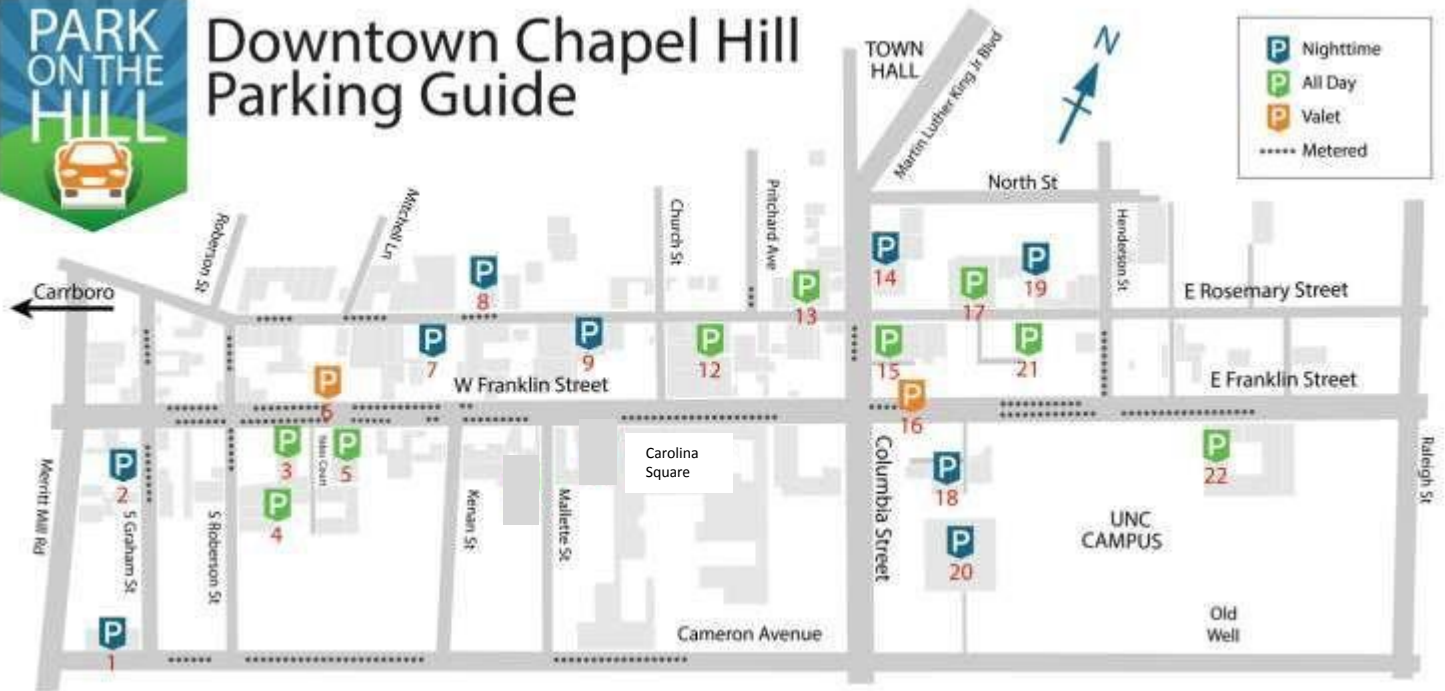 PARK
ON THE
HILL
Downtown Chapel Hill
Parking Guide
TOWN
HALL
Martin Luther King Jr Blvd
N
P Nighttime
P All Day
P Valet
Metered
North St
Roberson St
Mitchell Ln
Church St
Pritchard Ave
Henderson St
Carrboro
E Rosemary Street
P
8
P
13
P
14
P
17
P
19
P
7
P
9
P
12
P
15
P
21
P
6
W Franklin Street
E Franklin Street
P
16
P
2
P
3
P
5
P
4
Carolina
Square
P
18
P
22
P
20
Merritt Mill Rd
S Graham St
S Roberson St
Kenan St
Mallette St
Columbia Street
Raleigh St
UNC
CAMPUS
Old
Well
P
1
Cameron Avenue